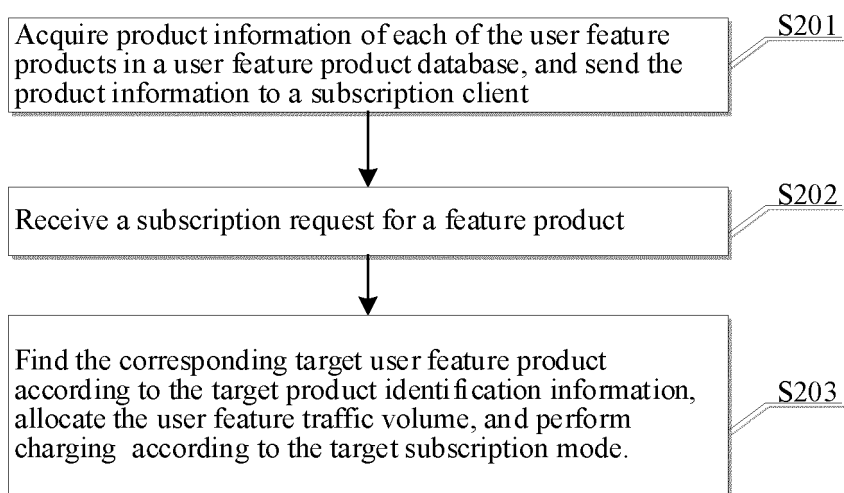 Acquire product information of each of the user feature
products in a user feature product database, and send the
product information to a subscription client
S201
Receive a subscription request for a feature product
S202
Find the corresponding target user feature product
according to the target product identification information,
allocate the user feature traffic volume, and perform
charging according to the target subscription mode.
S203